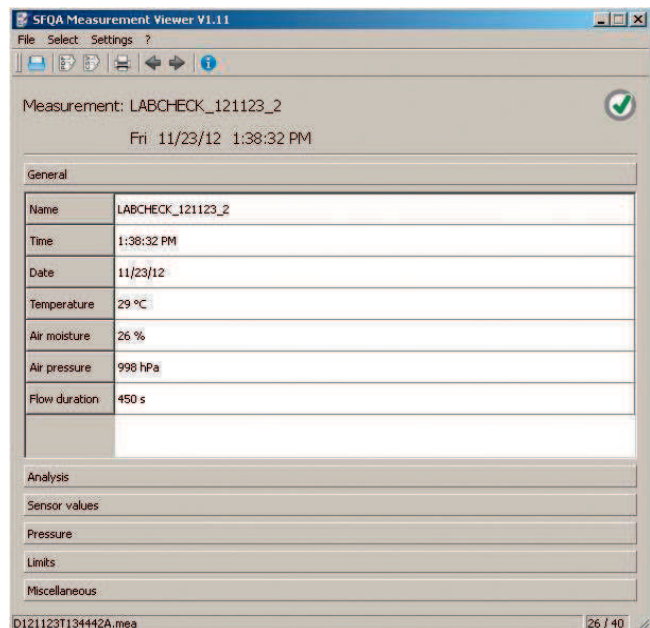 SFQA Measurement Viewer V1.11
File Select Settings ?
Measurement: LABCHECK_121123_2
Fri 11/23/12 1:38:32 PM
General
Name LABCHECK_121123_2
Time 1:38:32 PM
Date 11/23/12
Temperature 29 °C
Air moisture 26 %
Air pressure 998 hPa
Flow duration 450 s
Analysis
Sensor values
Pressure
Limits
Miscellaneous
D121123T134442A.mea 26 / 40